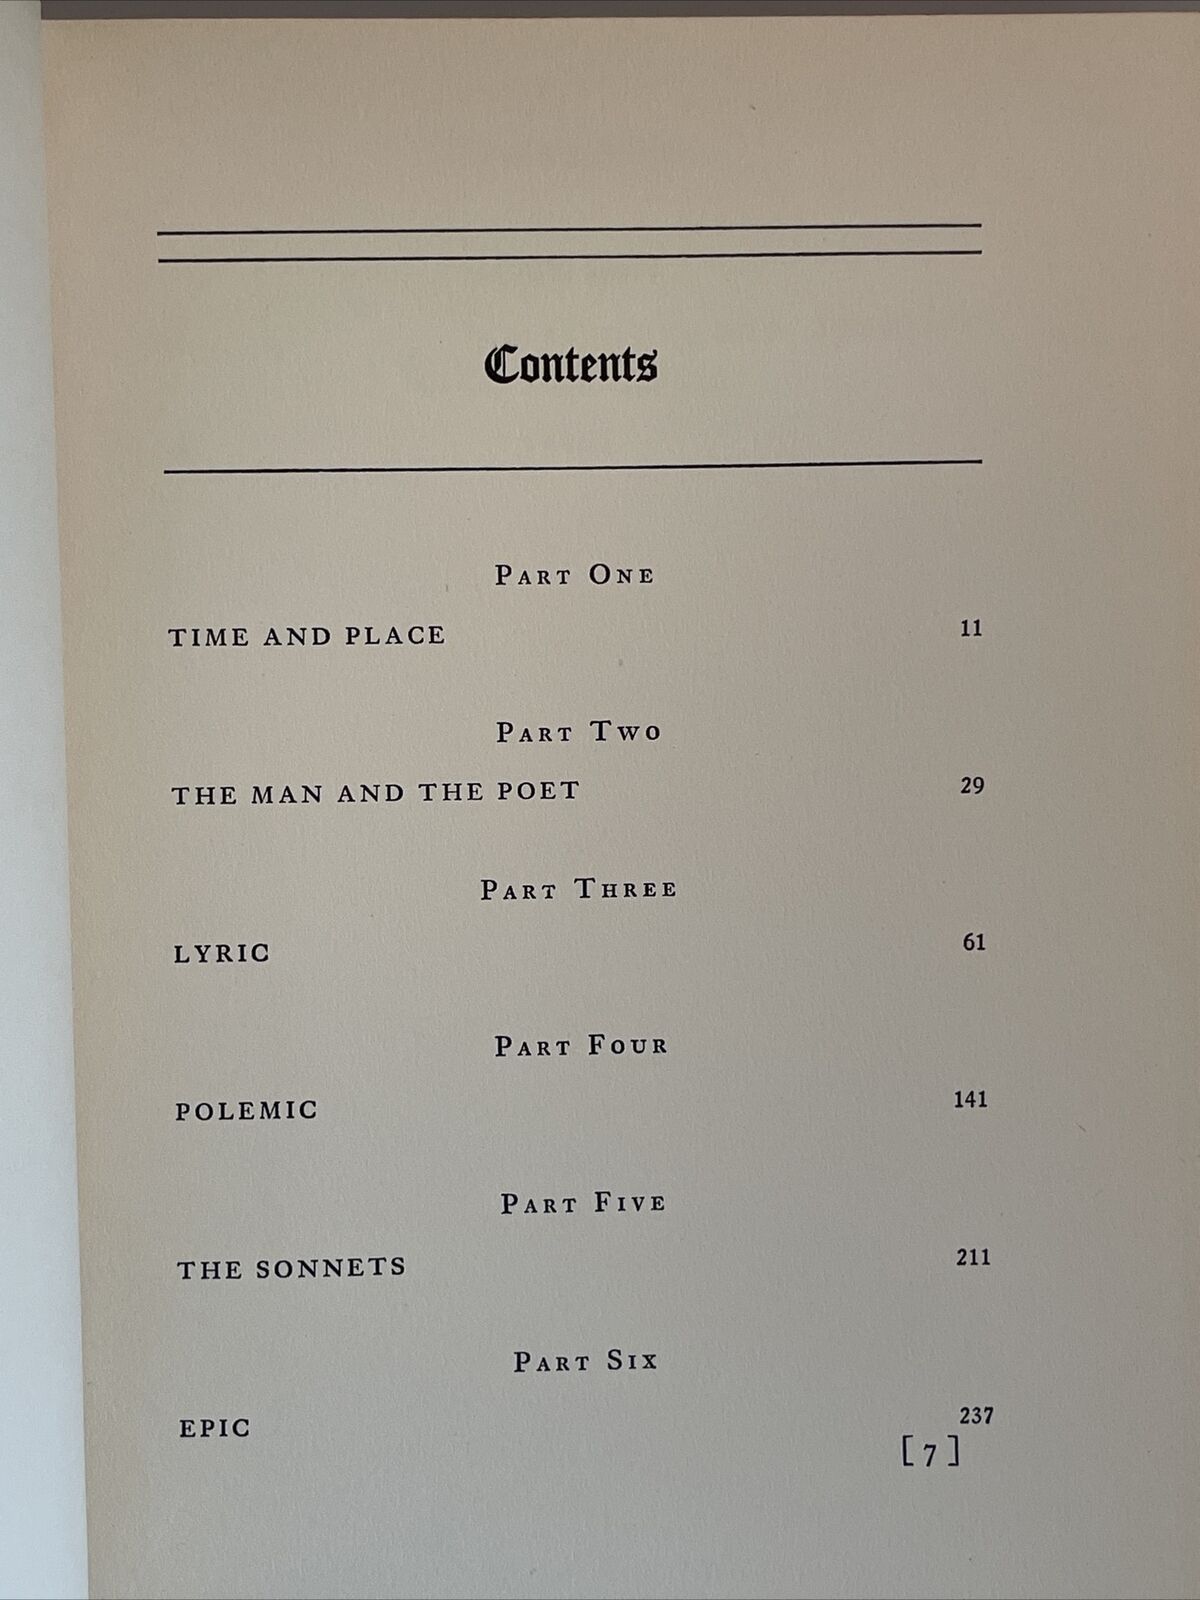 Contents
PART ONE
TIME AND PLACE 11
PART TWO
THE MAN AND THE POET 29
PART THREE
LYRIC 61
PART FOUR
POLEMIC 141
PART FIVE
THE SONNETS 211
PART SIX
EPIC 237
[7]